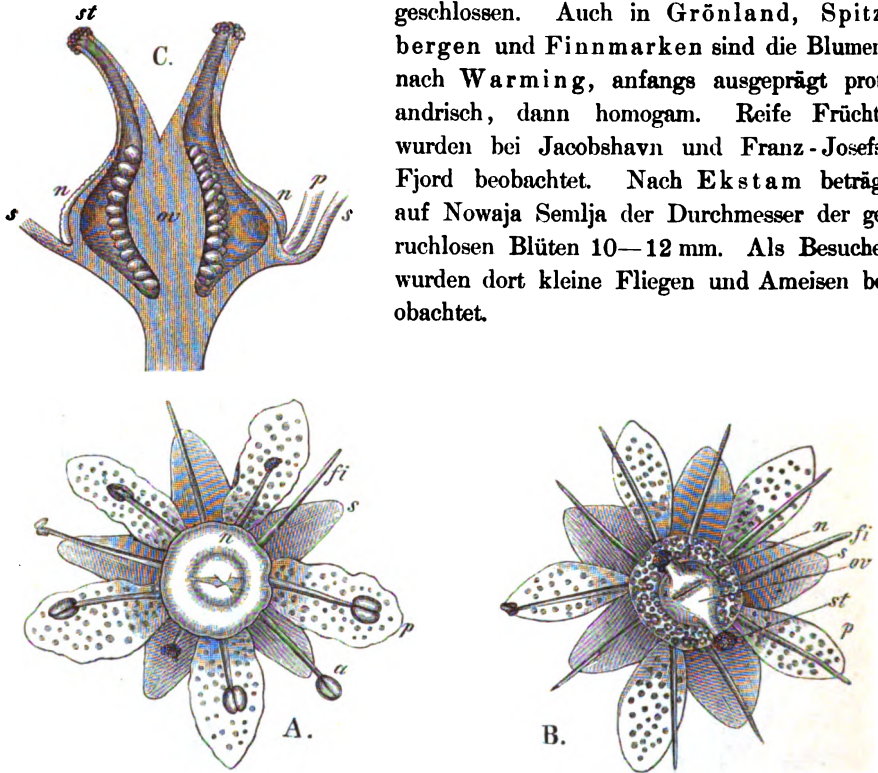 geschlossen. Auch in Grönland, Spitz
bergen und Finnmarken sind die Blumen
nach Warming, anfangs ausgeprägt prot
andrisch, dann homogam. Reife Frücht
wurden bei Jacobshavn und Franz-Josefs
Fjord beobachtet. Nach Ekstam beträg
auf Nowaja Semlja der Durchmesser der ge
ruchlosen Blüten 10—12 mm. Als Besuche
wurden dort kleine Fliegen und Ameisen be
obachtet.
st
C.
n
n
p
s
ov
s
fi
s
n
p
a
A.
n
fi
s
ov
st
p
B.